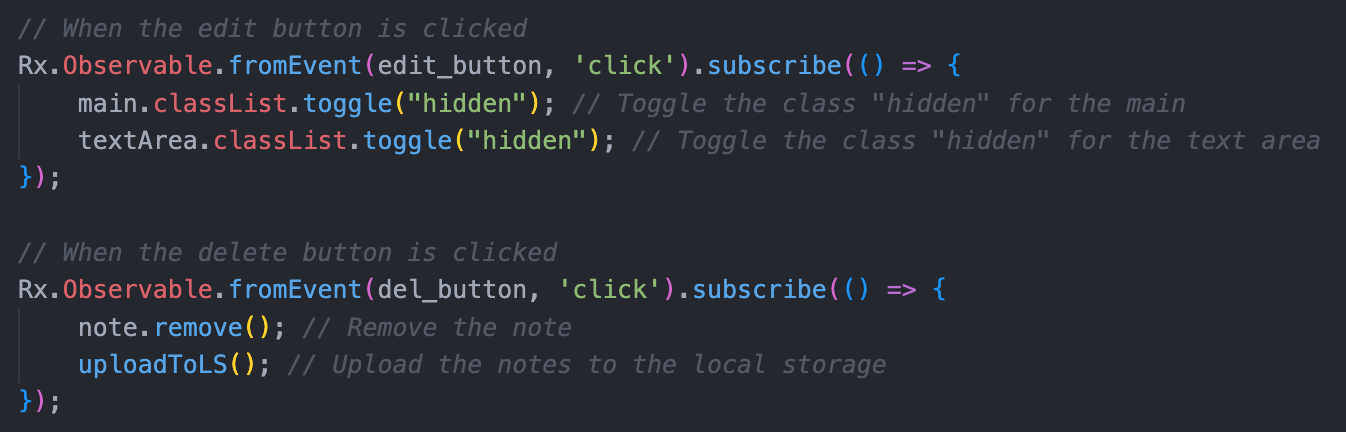 // When the edit button is clicked
Rx.Observable.fromEvent(edit_button, 'click').subscribe(() => {
    main.classList.toggle("hidden"); // Toggle the class "hidden" for the main
    textArea.classList.toggle("hidden"); // Toggle the class "hidden" for the text area
});

// When the delete button is clicked
Rx.Observable.fromEvent(del_button, 'click').subscribe(() => {
    note.remove(); // Remove the note
    uploadToLS(); // Upload the notes to the local storage
});